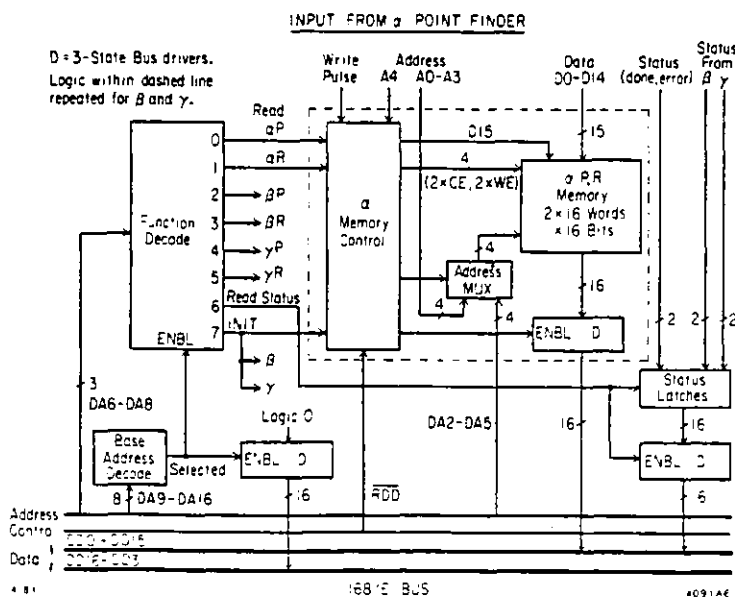 INPUT FROM α POINT FINDER
D = 3-State Bus drivers.
Logic within dashed line
repeated for β and γ.
Write
Pulse
Address
A4 A0-A3
Data
D0-D14
Status
(done, error)
Status
From
β γ
Read
0 αP
1 αR
2 βP
3 βR
4 γP
5 γR
6 Read Status
7 INIT
β
γ
Function
Decode
ENBL
α
Memory
Control
D15
15
4
(2×CE, 2×WE)
α P,R
Memory
2×16 Words
×16 Bits
4
Address
MUX
4
4
16
ENBL D
2
2
2
Status
Latches
16
ENBL D
3
DA6-DA8
Base
Address
Decode
Selected
8 DA9-DA16
Logic 0
ENBL D
16
RDD
DA2-DA5
16
Address
Control
Data
168/E BUS
4-81
4091A6